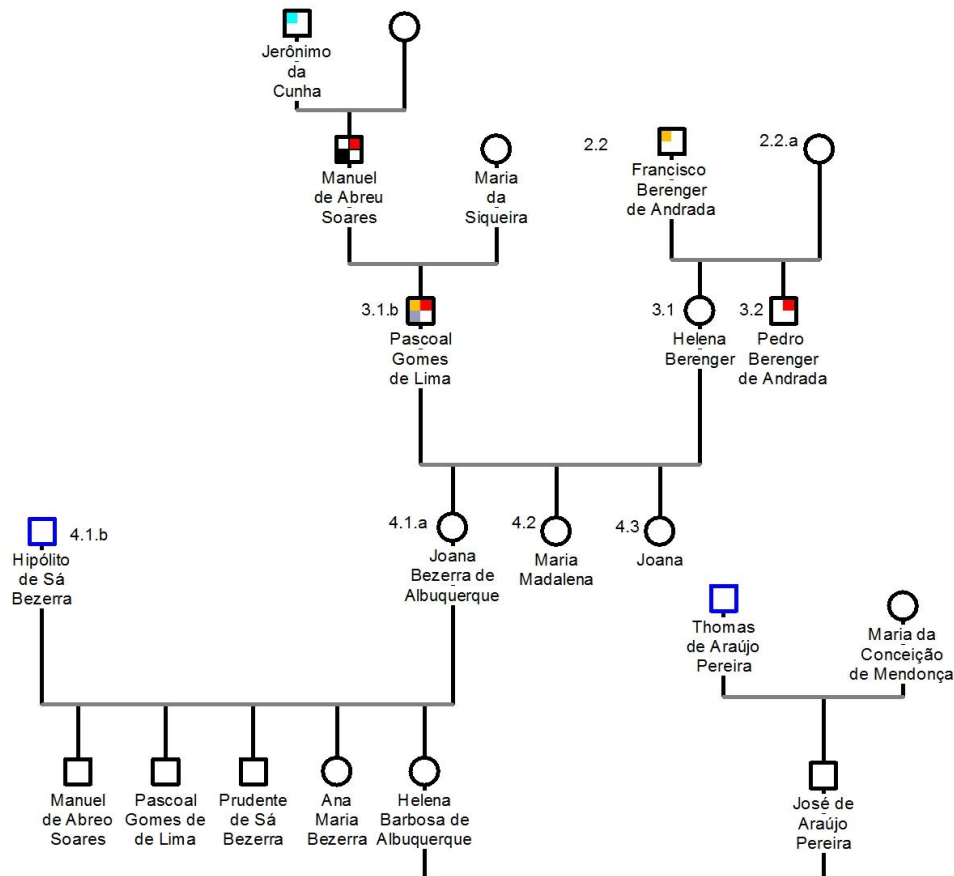 Jerônimo
da
Cunha
Manuel
de Abreu
Soares
Maria
da
Siqueira
2.2
Francisco
Berenger
de Andrada
2.2.a
3.1.b
Pascoal
Gomes
de Lima
3.1
Helena
Berenger
3.2
Pedro
Berenger
de Andrada
4.1.b
Hipólito
de Sá
Bezerra
4.1.a
Joana
Bezerra de
Albuquerque
4.2
Maria
Madalena
4.3
Joana
Thomas
de Araújo
Pereira
Maria da
Conceição
de Mendonça
Manuel
de Abreo
Soares
Pascoal
Gomes de
de Lima
Prudente
de Sá
Bezerra
Ana
Maria
Bezerra
Helena
Barbosa de
Albuquerque
José de
Araújo
Pereira